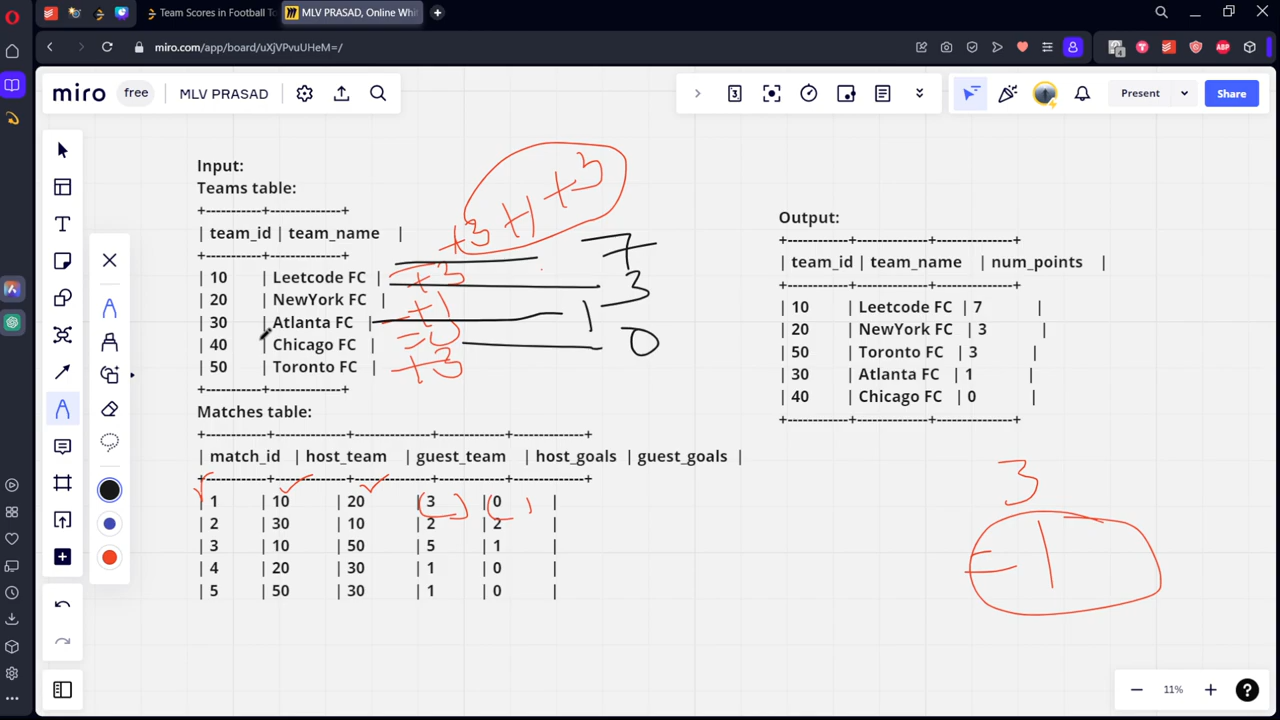 Team Scores in Football To
MLV PRASAD, Online Whi
miro.com/app/board/uXjVPvuUHeM=/
miro free MLV PRASAD
3
Present
Share
Input:
Teams table:
+-----------+--------------+
| team_id | team_name |
+-----------+--------------+
| 10 | Leetcode FC |
| 20 | NewYork FC |
| 30 | Atlanta FC |
| 40 | Chicago FC |
| 50 | Toronto FC |
+-----------+--------------+
+3 +1 +3
+3
+1
=0
+3
7
3
1
0
Matches table:
+------------+--------------+---------------+-------------+--------------+
| match_id | host_team | guest_team | host_goals | guest_goals |
+------------+--------------+---------------+-------------+--------------+
| 1 | 10 | 20 | 3 | 0 |
| 2 | 30 | 10 | 2 | 2 |
| 3 | 10 | 50 | 5 | 1 |
| 4 | 20 | 30 | 1 | 0 |
| 5 | 50 | 30 | 1 | 0 |
Output:
+------------+--------------+---------------+
| team_id | team_name | num_points |
+------------+--------------+---------------+
| 10 | Leetcode FC | 7 |
| 20 | NewYork FC | 3 |
| 50 | Toronto FC | 3 |
| 30 | Atlanta FC | 1 |
| 40 | Chicago FC | 0 |
+------------+--------------+---------------+
3
= 1
11%